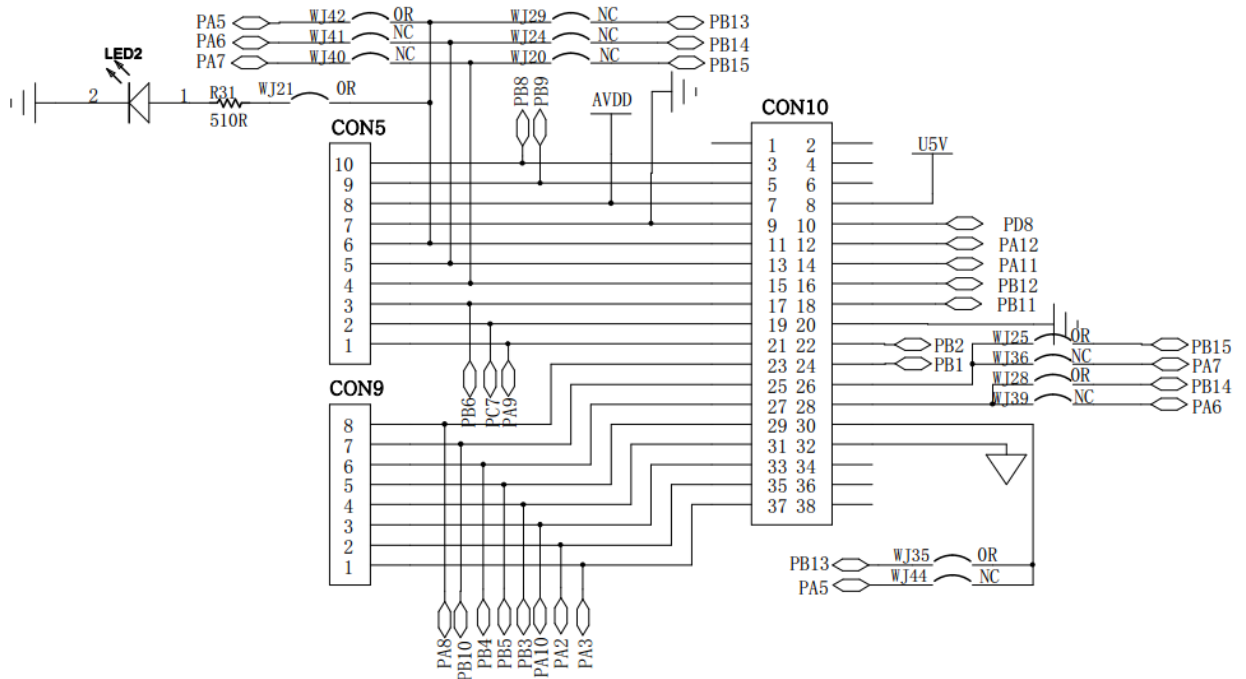 PA5 WJ42 OR WJ29 NC PB13
PA6 WJ41 NC WJ24 NC PB14
PA7 WJ40 NC WJ20 NC PB15
LED2
2 1 R31 WJ21 OR
510R
PB8 PB9 AVDD
CON5
CON10
U5V
1 2
10 3 4
9 5 6
8 7 8
7 9 10 PD8
6 11 12 PA12
5 13 14 PA11
4 15 16 PB12
3 17 18 PB11
2 19 20
1 21 22 PB2 WJ25 OR PB15
23 24 PB1 WJ36 NC PA7
25 26 WJ28 OR PB14
27 28 WJ39 NC PA6
PB6 PC7 PA9
CON9
8 29 30
7 31 32
6 33 34
5 35 36
4 37 38
3
2
1
PB13 WJ35 OR
PA5 WJ44 NC
PA8 PB10 PB4 PB5 PB3 PA10 PA2 PA3